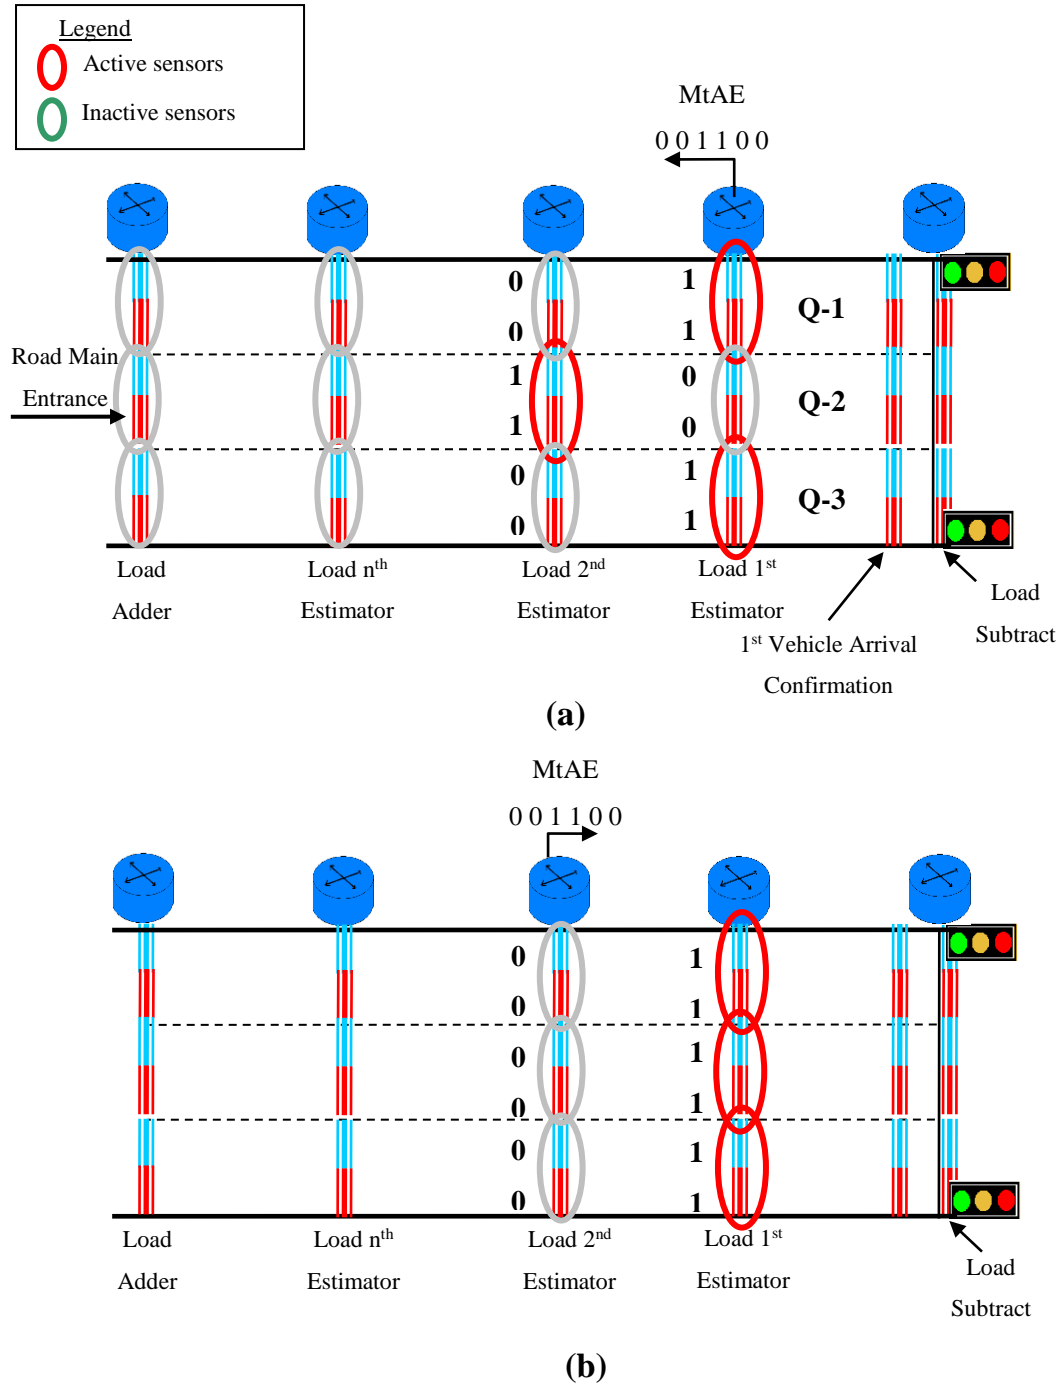 Legend
Active sensors
Inactive sensors
MtAE
0 0 1 1 0 0
0 1
Q-1
0 1
Road Main
Entrance
1 0
Q-2
1 0
0 1
Q-3
0 1
Load
Adder
Load nth
Estimator
Load 2nd
Estimator
Load 1st
Estimator
Load
Subtract
1st Vehicle Arrival
Confirmation
(a)
MtAE
0 0 1 1 0 0
0 1
0 1
0 1
0 1
0 1
0 1
Load
Adder
Load nth
Estimator
Load 2nd
Estimator
Load 1st
Estimator
Load
Subtract
(b)